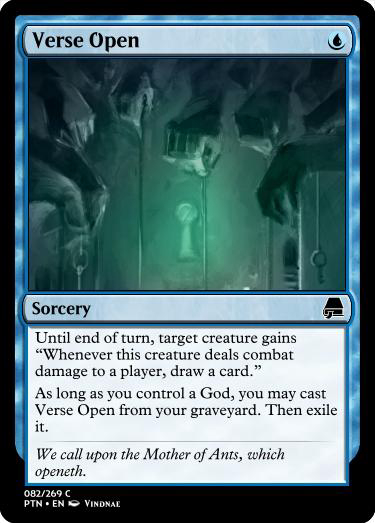 Verse Open
Sorcery
Until end of turn, target creature gains
“Whenever this creature deals combat
damage to a player, draw a card.”
As long as you control a God, you may cast
Verse Open from your graveyard. Then exile
it.
We call upon the Mother of Ants, which
openeth.
082/269 C
PTN • EN VINDNAE